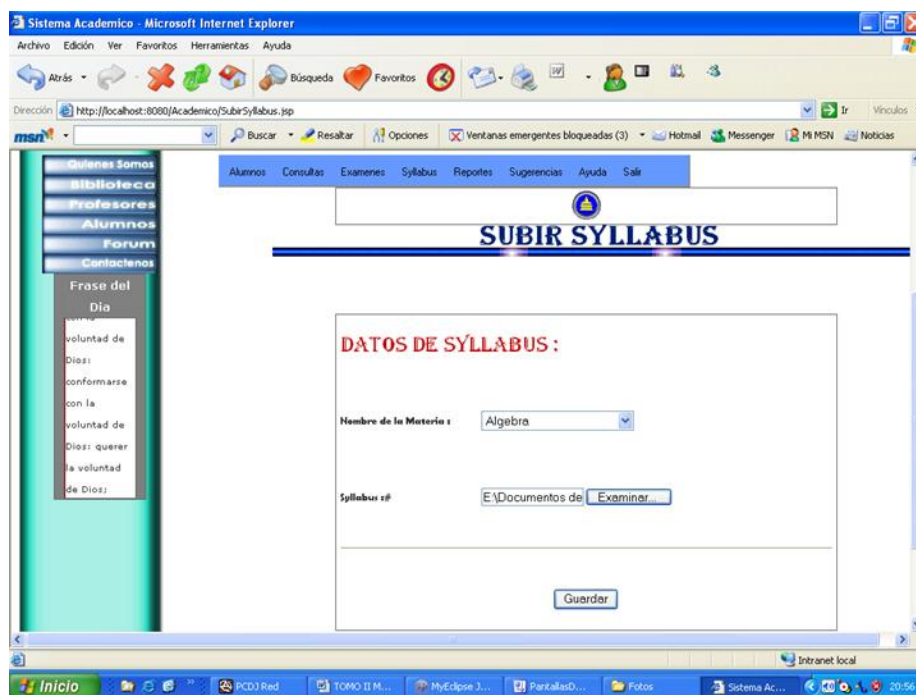 Sistema Academico - Microsoft Internet Explorer
Archivo Edición Ver Favoritos Herramientas Ayuda
Atrás Búsqueda Favoritos
Dirección http://localhost:8080/Academico/SubirSyllabus.jsp Ir Vínculos
msn Buscar Resaltar Opciones Ventanas emergentes bloqueadas (3) Hotmail Messenger Mi MSN Noticias
Quienes Somos
Biblioteca
Profesores
Alumnos
Forum
Contactenos
Frase del
Dia
con la
voluntad de
Dios:
conformarse
con la
voluntad de
Dios: querer
la voluntad
de Dios;
Alumnos Consultas Examenes Syllabus Reportes Sugerencias Ayuda Salir
SUBIR SYLLABUS
DATOS DE SYLLABUS :
Nombre de la Materia : Algebra
Syllabus :# E:\Documentos de Examinar...
Guardar
Intranet local
Inicio PCDJ Red TOMO II M... MyEclipse J... PantallasD... Fotos Sistema Ac... 20:56